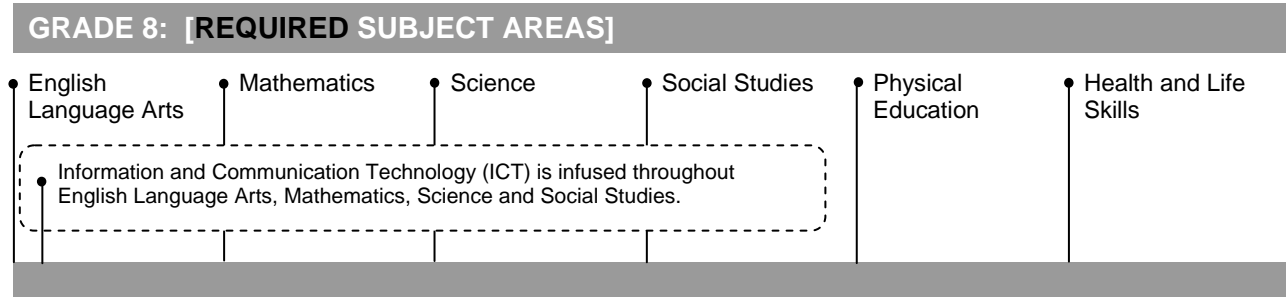 GRADE 8: [REQUIRED SUBJECT AREAS]
English
Language Arts
Mathematics
Science
Social Studies
Physical
Education
Health and Life
Skills
Information and Communication Technology (ICT) is infused throughout
English Language Arts, Mathematics, Science and Social Studies.